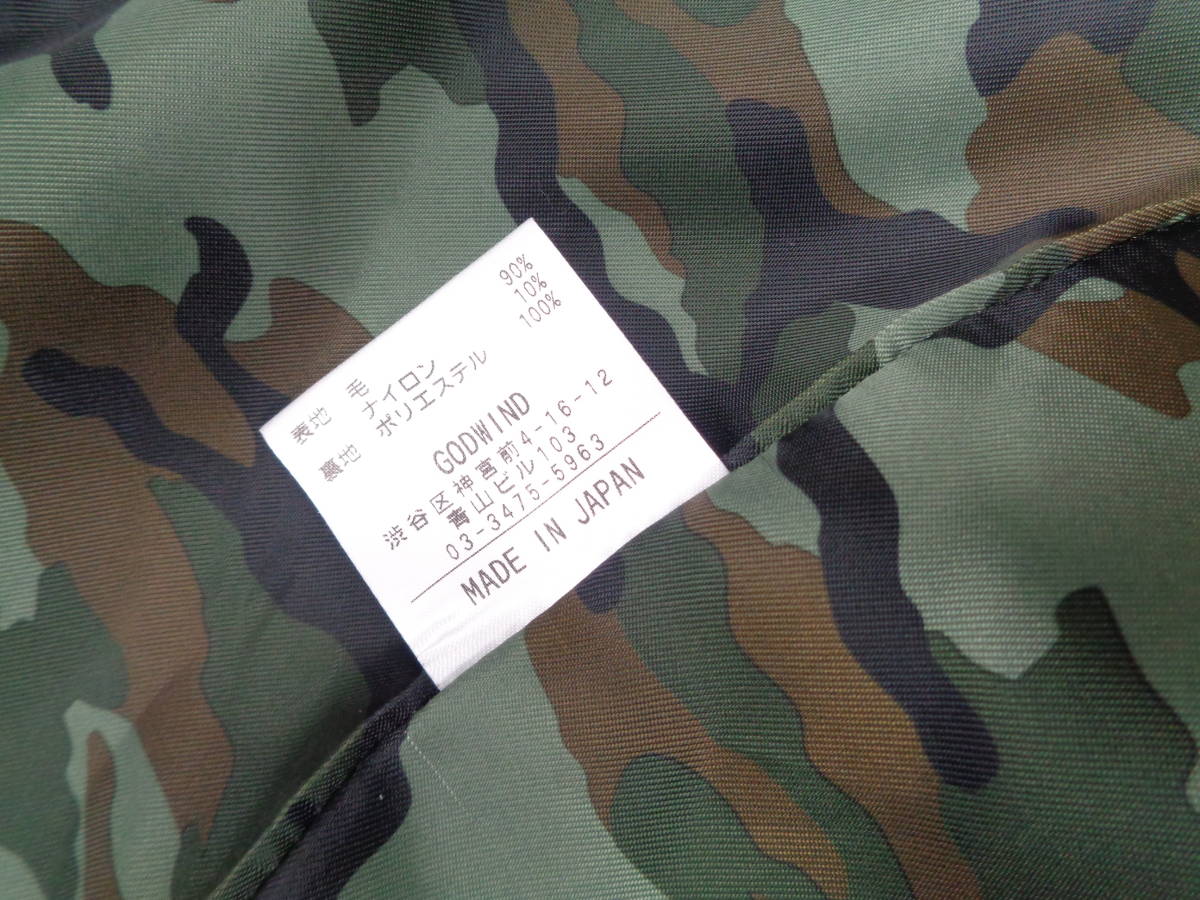 表地 毛 90%
ナイロン 10%
裏地 ポリエステル 100%
GODWIND
渋谷区神宮前4-16-12
青山ビル103
03-3475-5963
MADE IN JAPAN